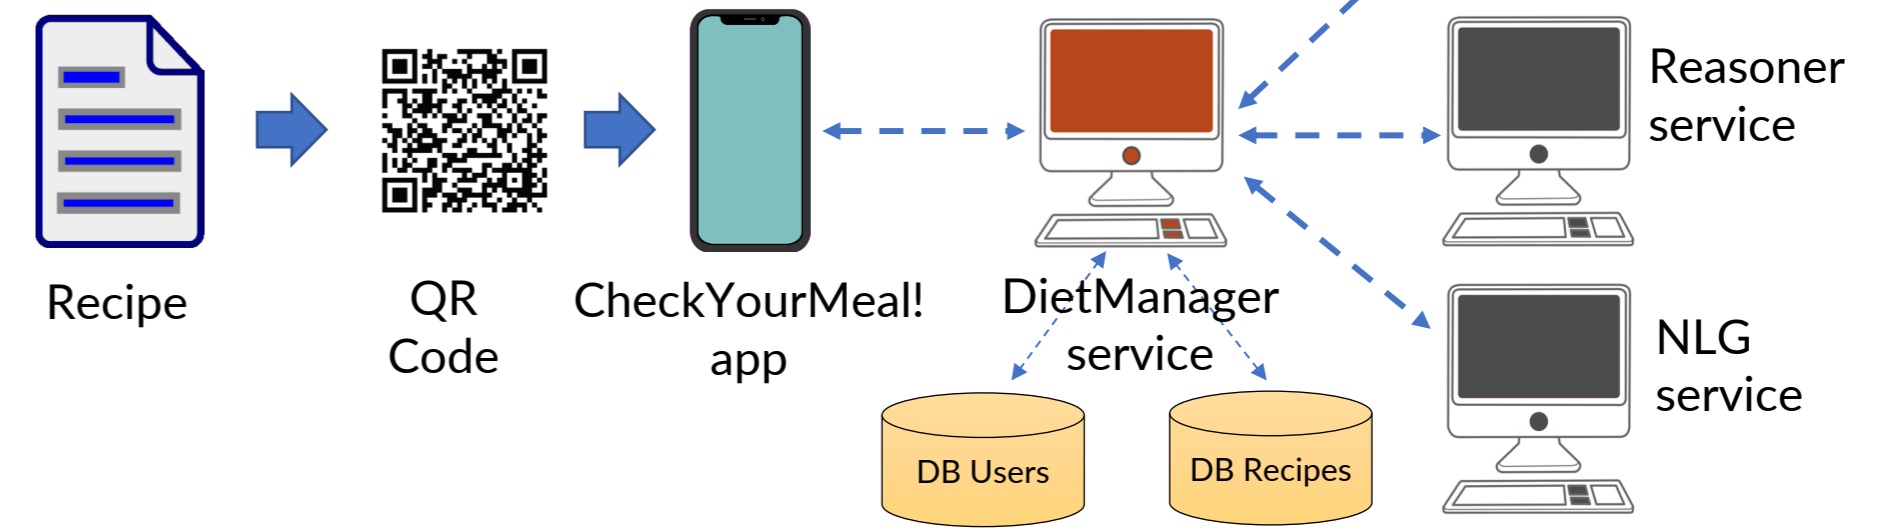 Recipe
QR
Code
CheckYourMeal!
app
DietManager
service
Reasoner
service
NLG
service
DB Users
DB Recipes